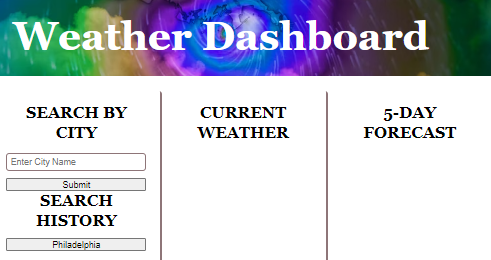 Weather Dashboard
SEARCH BY
CITY
Enter City Name
Submit
SEARCH
HISTORY
Philadelphia
CURRENT
WEATHER
5-DAY
FORECAST